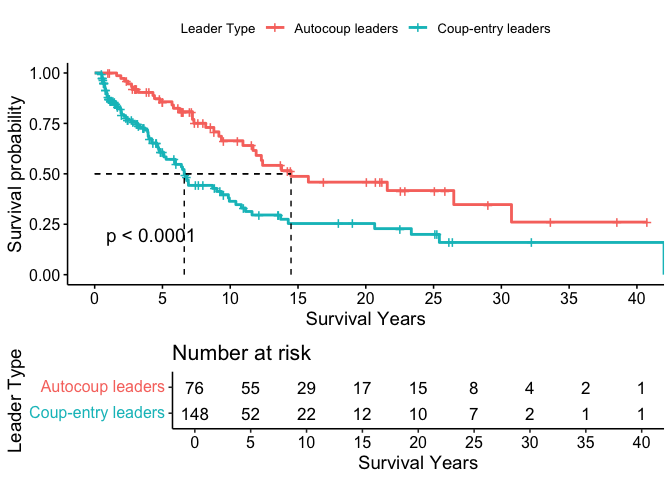 Leader Type Autocoup leaders Coup-entry leaders
Survival probability
1.00
0.75
0.50
0.25
0.00
p < 0.0001
0 5 10 15 20 25 30 35 40
Survival Years
Number at risk
Leader Type
Autocoup leaders 76 55 29 17 15 8 4 2 1
Coup-entry leaders 148 52 22 12 10 7 2 1 1
0 5 10 15 20 25 30 35 40
Survival Years